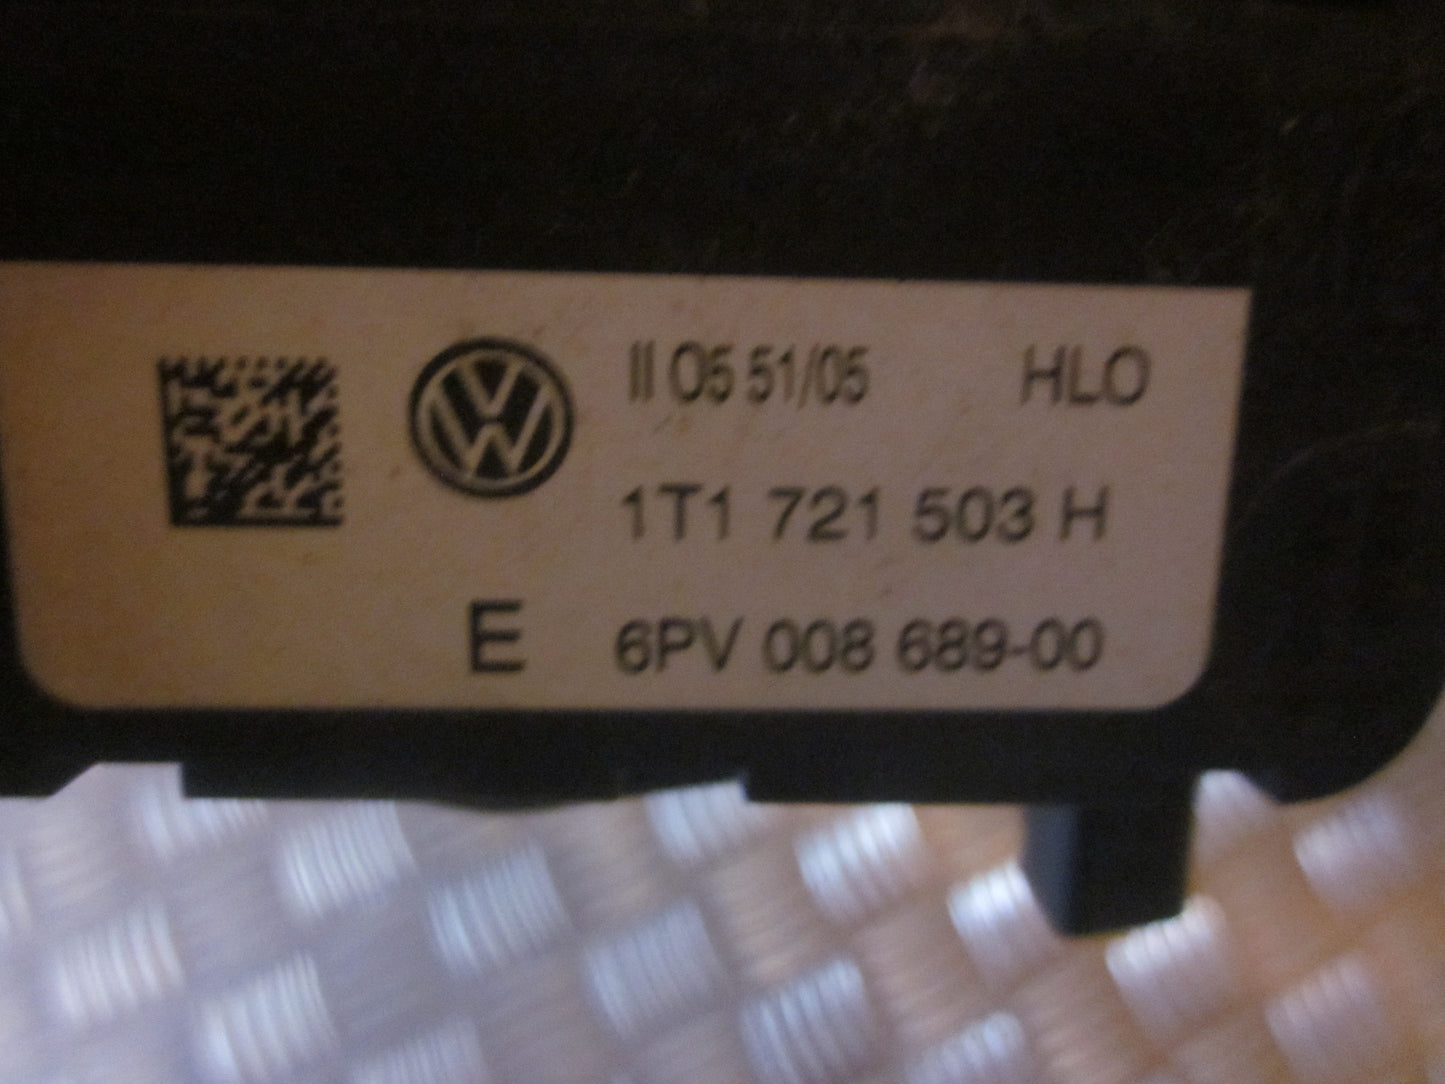 II 05 51/05 HLO
1T1 721 503 H
E 6PV 008 689-00